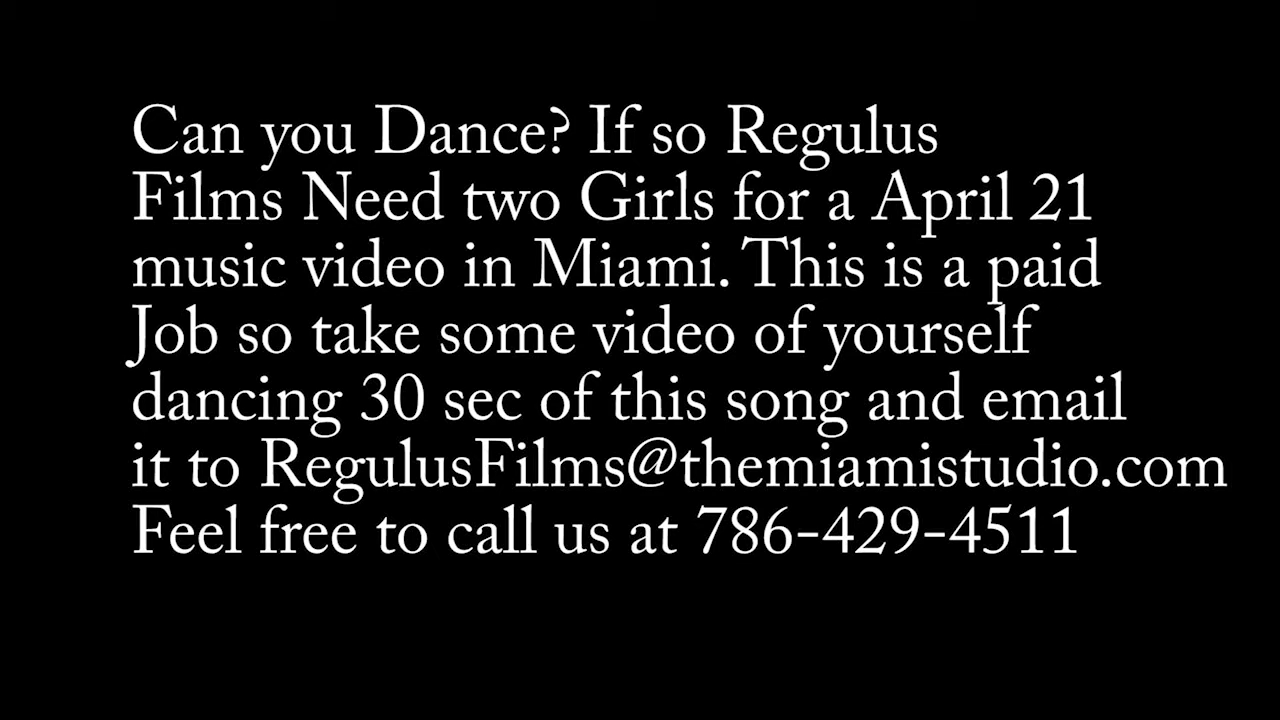 Can you Dance? If so Regulus
Films Need two Girls for a April 21
music video in Miami. This is a paid
Job so take some video of yourself
dancing 30 sec of this song and email
it to RegulusFilms@themiamistudio.com
Feel free to call us at 786-429-4511